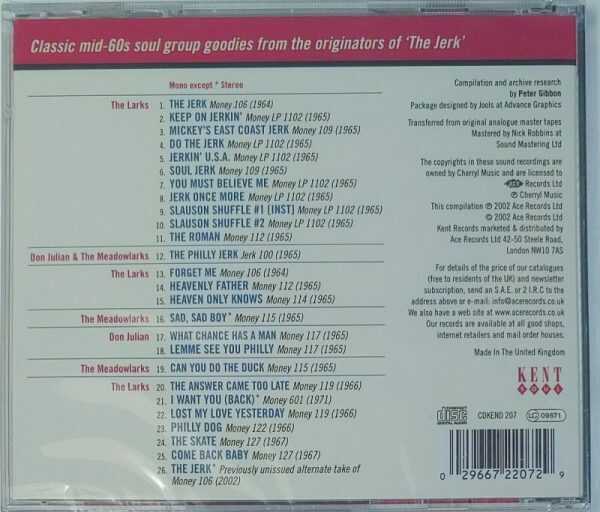 Classic mid-60s soul group goodies from the originators of 'The Jerk'
Mono except * Stereo
The Larks 1. THE JERK Money 106 (1964)
2. KEEP ON JERKIN' Money LP 1102 (1965)
3. MICKEY'S EAST COAST JERK Money 109 (1965)
4. DO THE JERK Money LP 1102 (1965)
5. JERKIN' U.S.A. Money LP 1102 (1965)
6. SOUL JERK Money 109 (1965)
7. YOU MUST BELIEVE ME Money LP 1102 (1965)
8. JERK ONCE MORE Money LP 1102 (1965)
9. SLAUSON SHUFFLE #1 [INST] Money LP 1102 (1965)
10. SLAUSON SHUFFLE #2 Money LP 1102 (1965)
11. THE ROMAN Money 112 (1965)
Don Julian & The Meadowlarks 12. THE PHILLY JERK Jerk 100 (1965)
The Larks 13. FORGET ME Money 106 (1964)
14. HEAVENLY FATHER Money 112 (1965)
15. HEAVEN ONLY KNOWS Money 114 (1965)
The Meadowlarks 16. SAD, SAD BOY* Money 115 (1965)
Don Julian 17. WHAT CHANCE HAS A MAN Money 117 (1965)
18. LEMME SEE YOU PHILLY Money 117 (1965)
The Meadowlarks 19. CAN YOU DO THE DUCK Money 115 (1965)
The Larks 20. THE ANSWER CAME TOO LATE Money 119 (1966)
21. I WANT YOU (BACK)* Money 601 (1971)
22. LOST MY LOVE YESTERDAY Money 119 (1966)
23. PHILLY DOG Money 122 (1966)
24. THE SKATE Money 127 (1967)
25. COME BACK BABY Money 127 (1967)
26. THE JERK* Previously unissued alternate take of
Money 106 (2002)
Compilation and archive research
by Peter Gibbon
Package designed by Jools at Advance Graphics
Transferred from original analogue master tapes
Mastered by Nick Robbins at
Sound Mastering Ltd
The copyrights in these sound recordings are
owned by Cherryl Music and are licensed to
Ace Records Ltd
℗ Cherryl Music
This compilation ℗ 2002 Ace Records Ltd
© 2002 Ace Records Ltd
Kent Records marketed & distributed by
Ace Records Ltd 42-50 Steele Road,
London NW10 7AS
For details of the price of our catalogues
(free to residents of the UK) and newsletter
subscription, send an S.A.E. or 2 I.R.C to the
address above or e-mail: info@acerecords.co.uk
We also have a web site at www.acerecords.co.uk
Our records are available at all good shops,
internet retailers and mail order houses.
Made In The United Kingdom
KENT
SOUL
COMPACT
disc
DIGITAL AUDIO
CDKEND 207
LC 09571
0 29667 22072 9